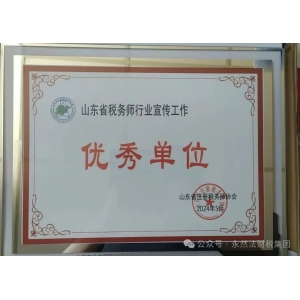 山东省税务师行业宣传工作
优秀单位
山东省注册税务师协会
2024年5月
公众号·永然法财税集团